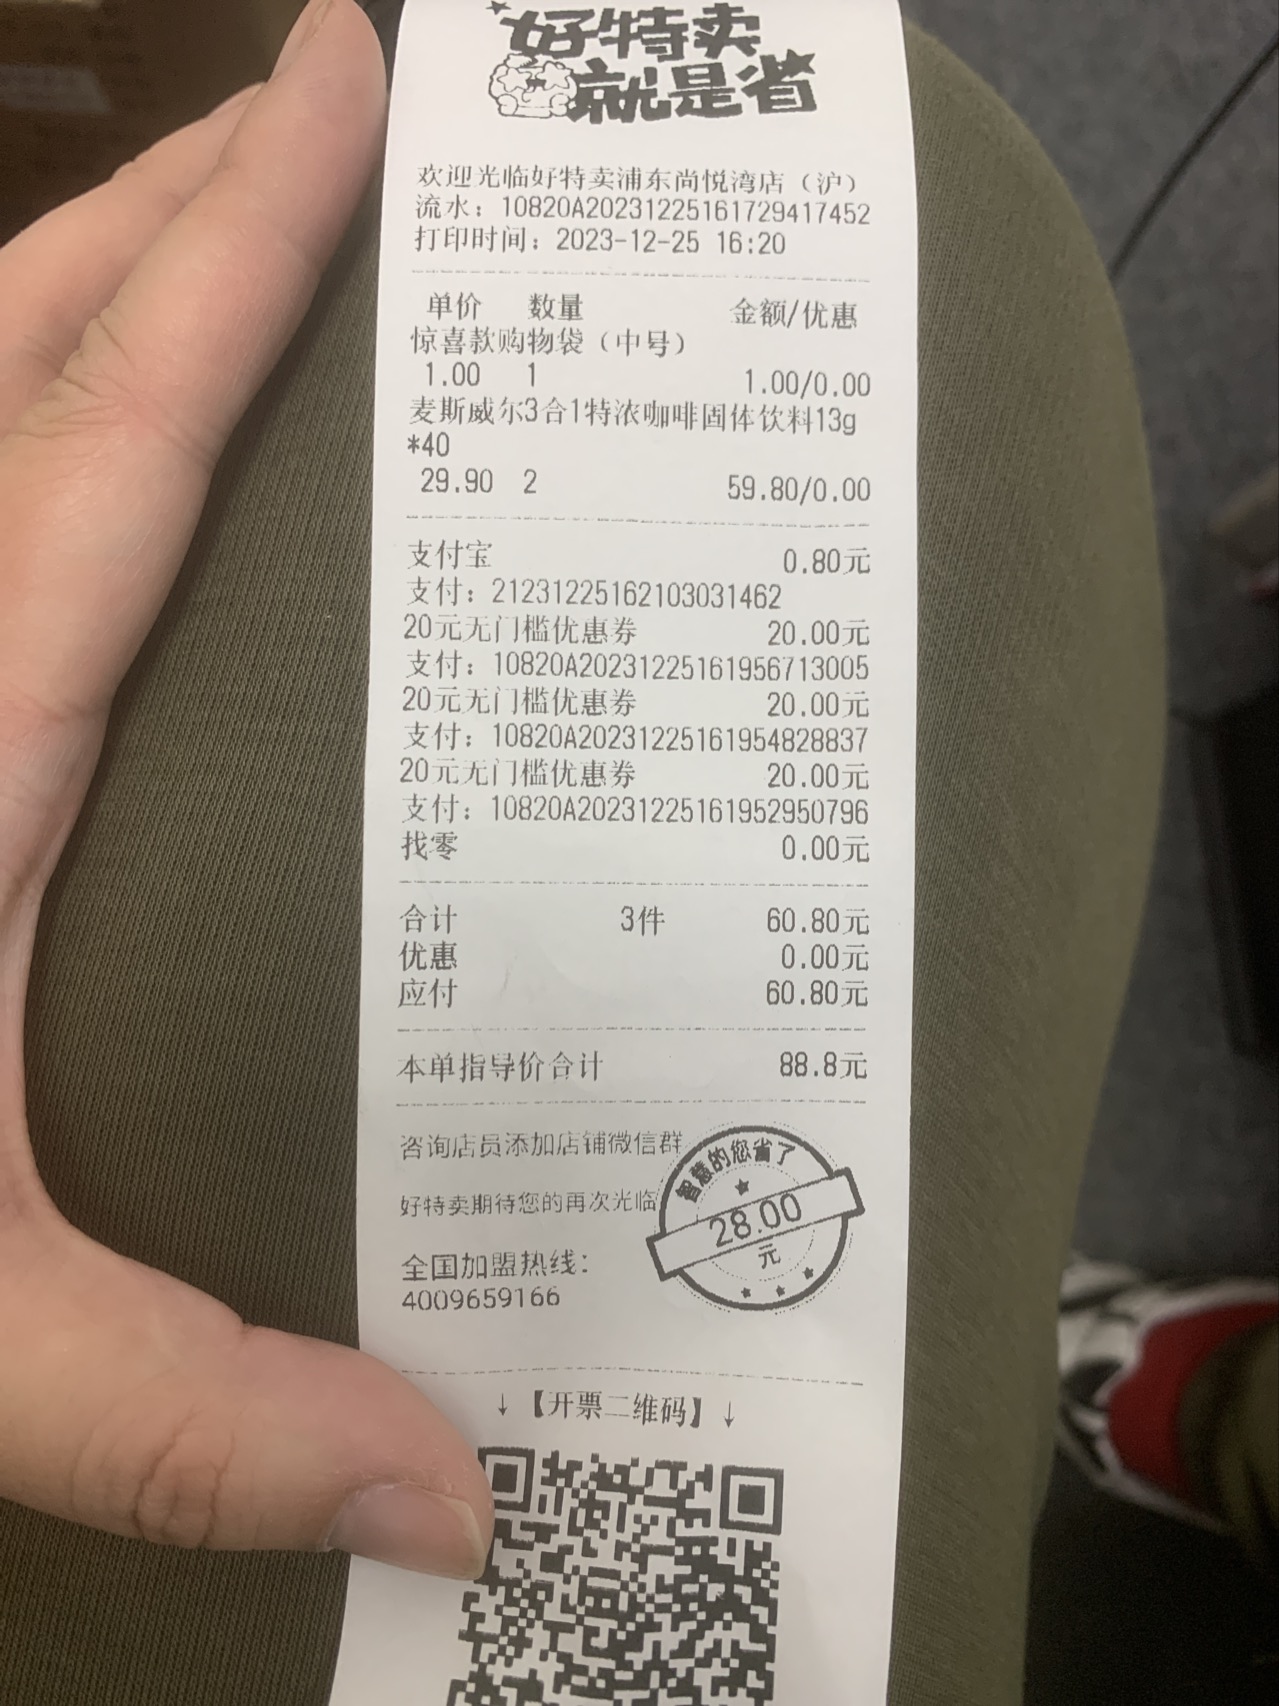 好特卖
就是省
欢迎光临好特卖浦东尚悦湾店（沪）
流水：10820A20231225161729417452
打印时间：2023-12-25 16:20
单价 数量 金额/优惠
惊喜款购物袋（中号）
1.00 1 1.00/0.00
麦斯威尔3合1特浓咖啡固体饮料13g
*40
29.90 2 59.80/0.00
支付宝 0.80元
支付：21231225162103031462
20元无门槛优惠券 20.00元
支付：10820A20231225161956713005
20元无门槛优惠券 20.00元
支付：10820A20231225161954828837
20元无门槛优惠券 20.00元
支付：10820A202312251619529507​96
找零 0.00元
合计 3件 60.80元
优惠 0.00元
应付 60.80元
本单指导价合计 88.8元
咨询店员添加店铺微信群
好特卖期待您的再次光临
智慧的您省了
28.00
元
全国加盟热线：
4009659166
↓【开票二维码】↓